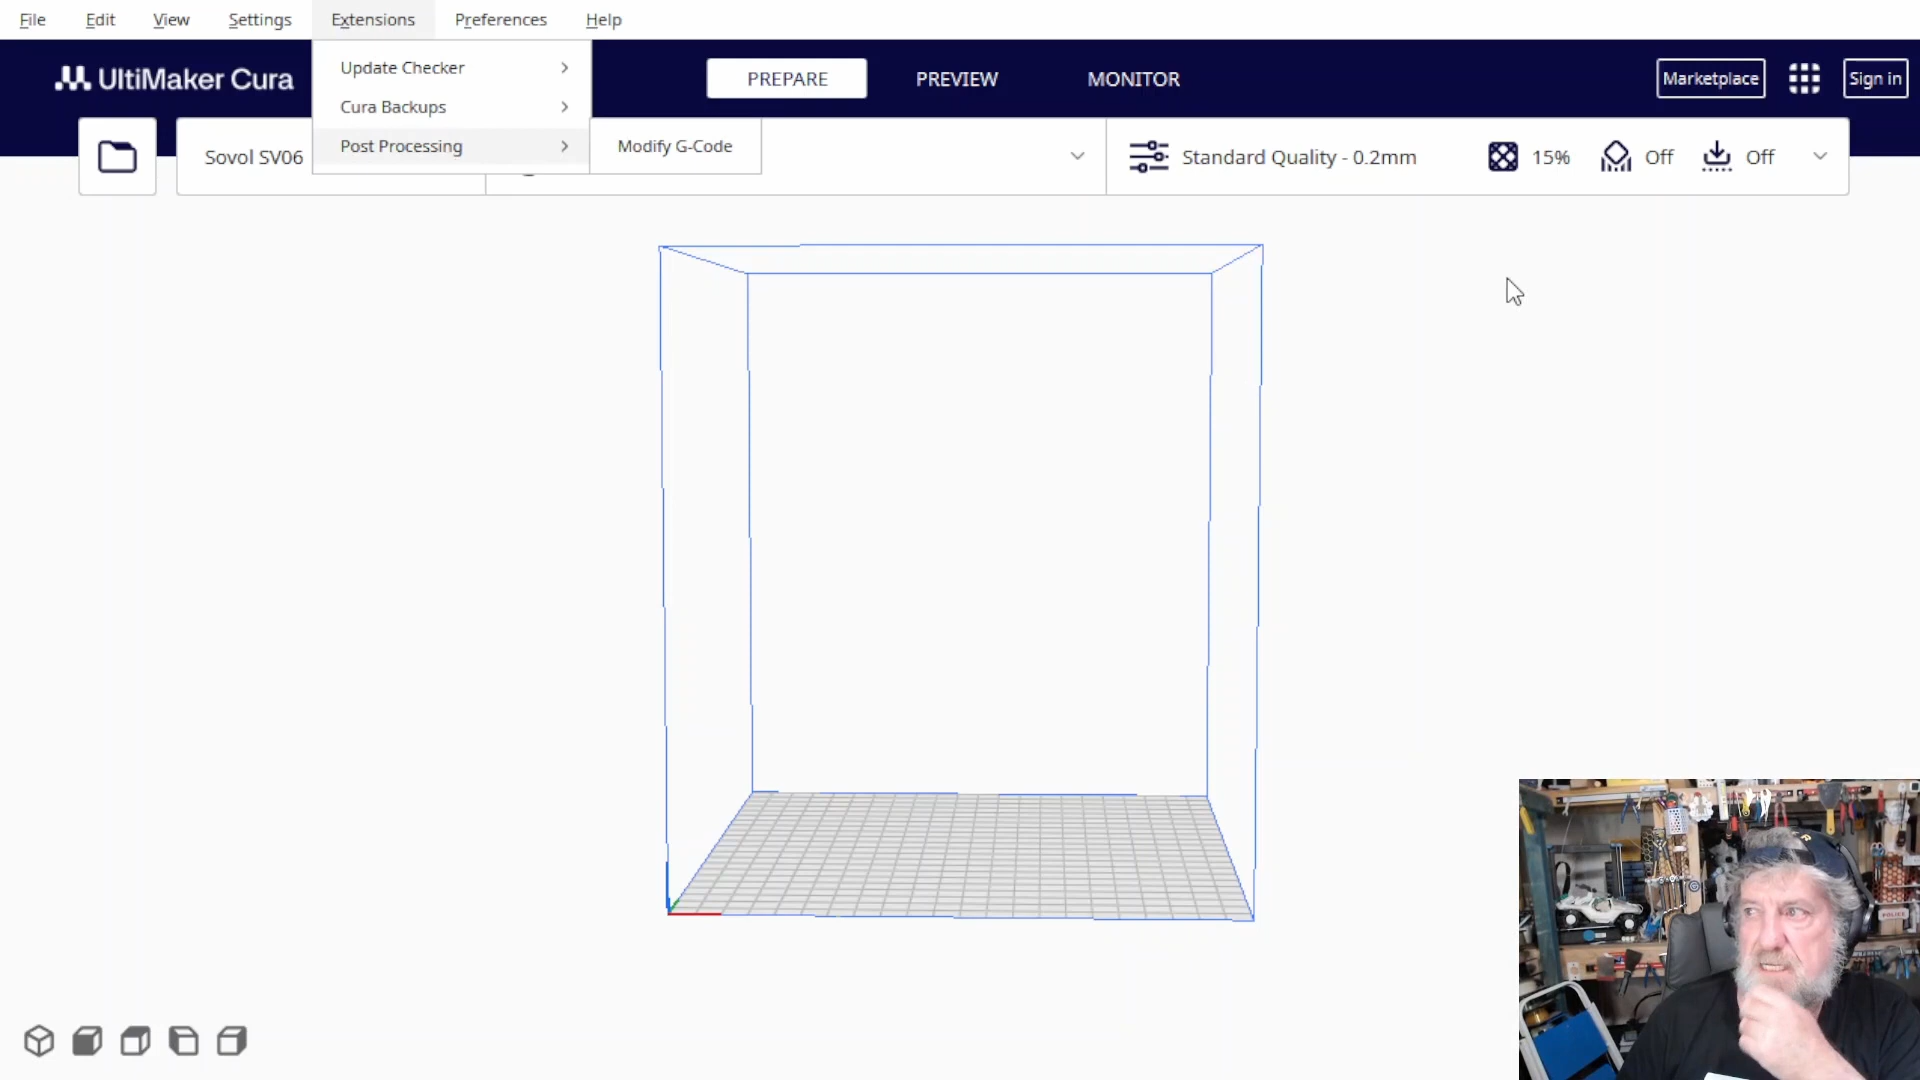 File Edit View Settings Extensions Preferences Help
UltiMaker Cura
PREPARE PREVIEW MONITOR
Marketplace Sign in
Update Checker
Cura Backups
Post Processing
Modify G-Code
Sovol SV06
Standard Quality - 0.2mm
15% Off Off
POLICE